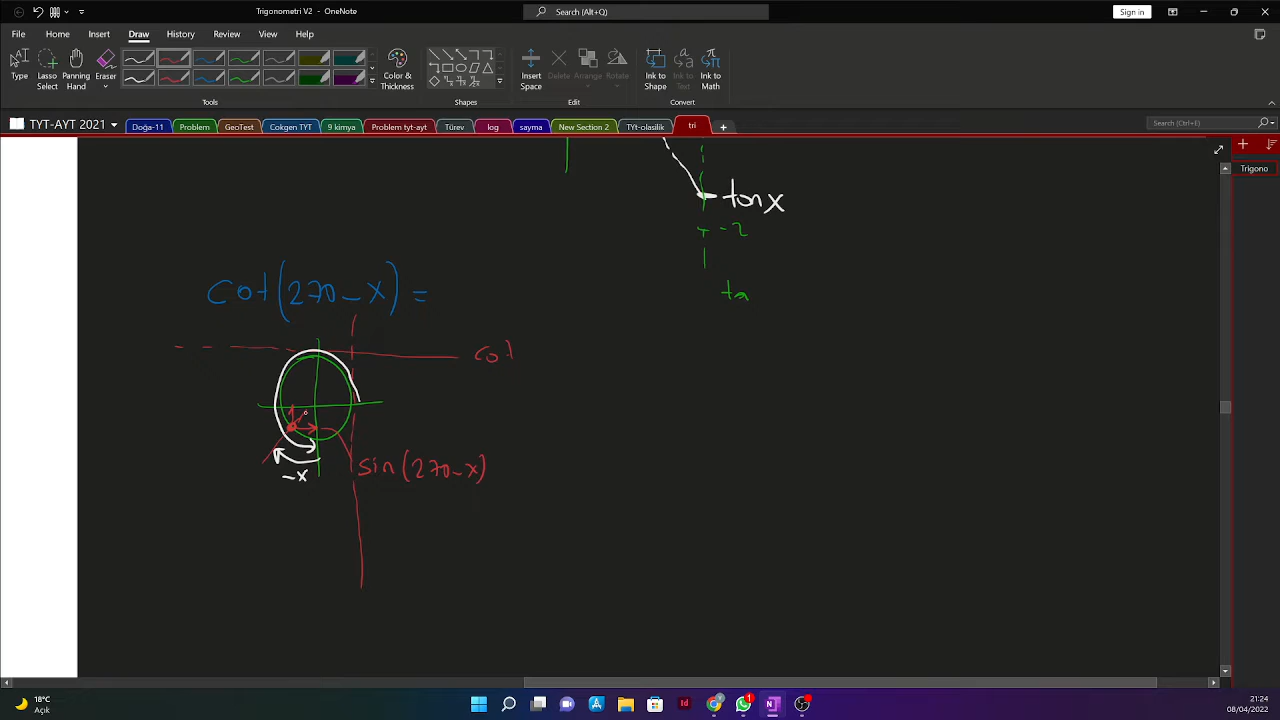 Trigonometri V2 - OneNote
Search (Alt+Q)
Sign in
File Home Insert Draw History Review View Help
Type
Lasso Select
Panning Hand
Eraser
Color & Thickness
Insert Space
Delete
Arrange
Rotate
Ink to Shape
Ink to Text
Ink to Math
Tools Shapes Edit Convert
TYT-AYT 2021
Doğa-11
Problem
GeoTest
Cokgen TYT
9 kimya
Problem tyt-ayt
Türev
log
sayma
New Section 2
TYt-olasilik
tri
Search (Ctrl+E)
Trigono
tan x
-2
ta
Cot(270-x)=
cot
-x
sin(270-x)
18°C
Açık
21:24
08/04/2022